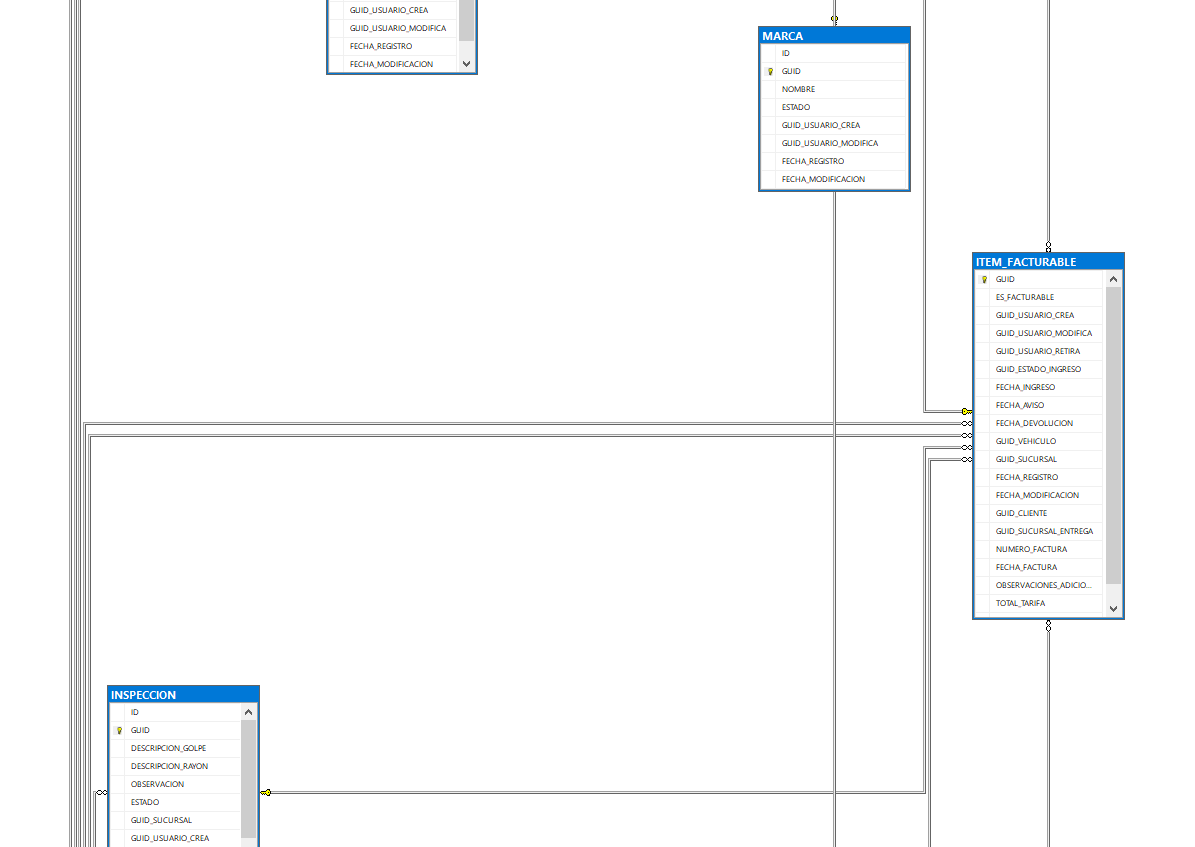 GUID_USUARIO_CREA
GUID_USUARIO_MODIFICA
FECHA_REGISTRO
FECHA_MODIFICACION
MARCA
ID
GUID
NOMBRE
ESTADO
GUID_USUARIO_CREA
GUID_USUARIO_MODIFICA
FECHA_REGISTRO
FECHA_MODIFICACION
ITEM_FACTURABLE
GUID
ES_FACTURABLE
GUID_USUARIO_CREA
GUID_USUARIO_MODIFICA
GUID_USUARIO_RETIRA
GUID_ESTADO_INGRESO
FECHA_INGRESO
FECHA_AVISO
FECHA_DEVOLUCION
GUID_VEHICULO
GUID_SUCURSAL
FECHA_REGISTRO
FECHA_MODIFICACION
GUID_CLIENTE
GUID_SUCURSAL_ENTREGA
NUMERO_FACTURA
FECHA_FACTURA
OBSERVACIONES_ADICIO...
TOTAL_TARIFA
INSPECCION
ID
GUID
DESCRIPCION_GOLPE
DESCRIPCION_RAYON
OBSERVACION
ESTADO
GUID_SUCURSAL
GUID_USUARIO_CREA